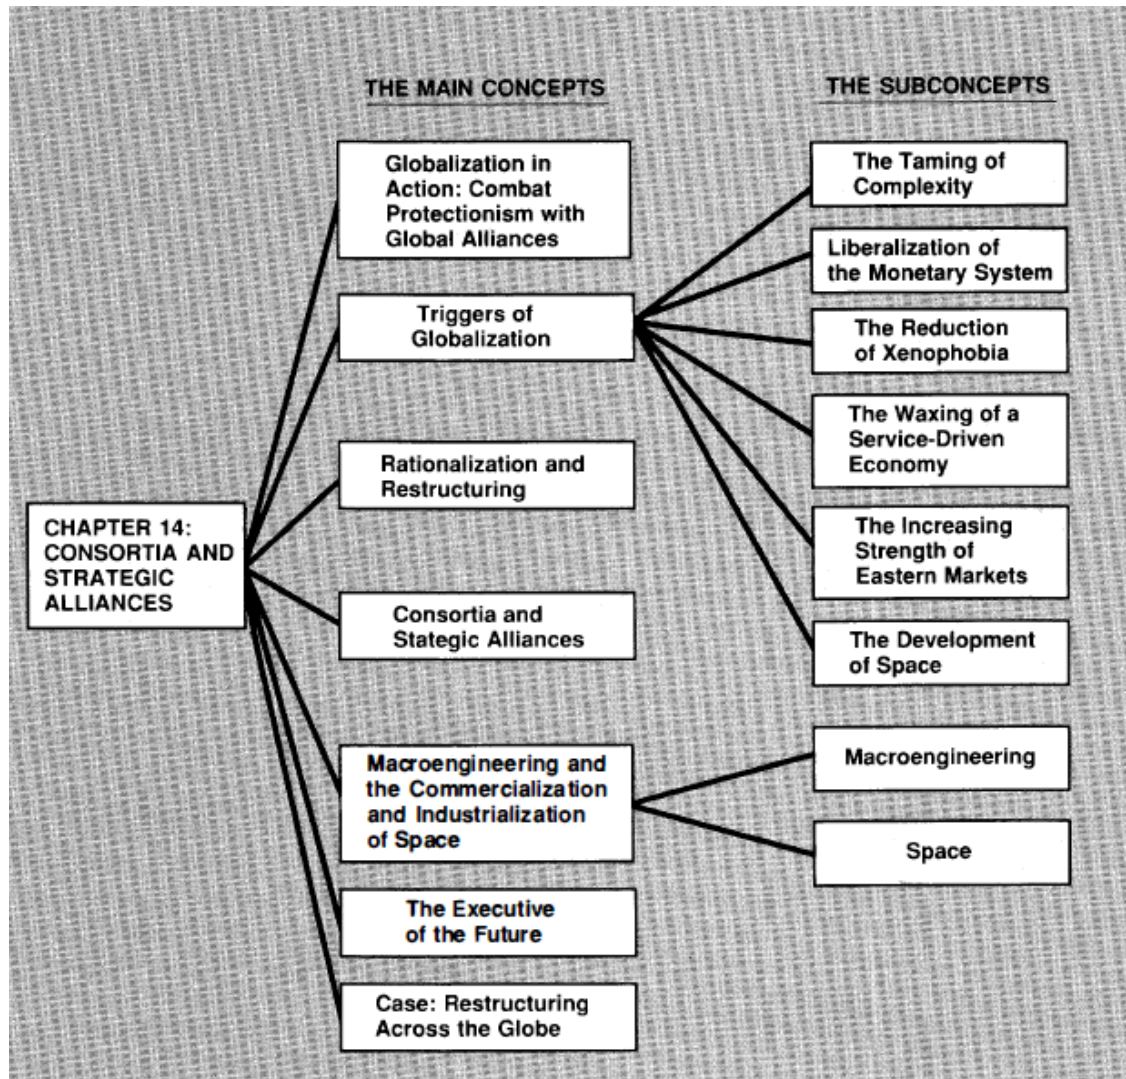 THE MAIN CONCEPTS
THE SUBCONCEPTS
CHAPTER 14:
CONSORTIA AND
STRATEGIC
ALLIANCES
Globalization in
Action: Combat
Protectionism with
Global Alliances
Triggers of
Globalization
Rationalization and
Restructuring
Consortia and
Stategic Alliances
Macroengineering and
the Commercialization
and Industrialization
of Space
The Executive
of the Future
Case: Restructuring
Across the Globe
The Taming of
Complexity
Liberalization of
the Monetary System
The Reduction
of Xenophobia
The Waxing of a
Service-Driven
Economy
The Increasing
Strength of
Eastern Markets
The Development
of Space
Macroengineering
Space